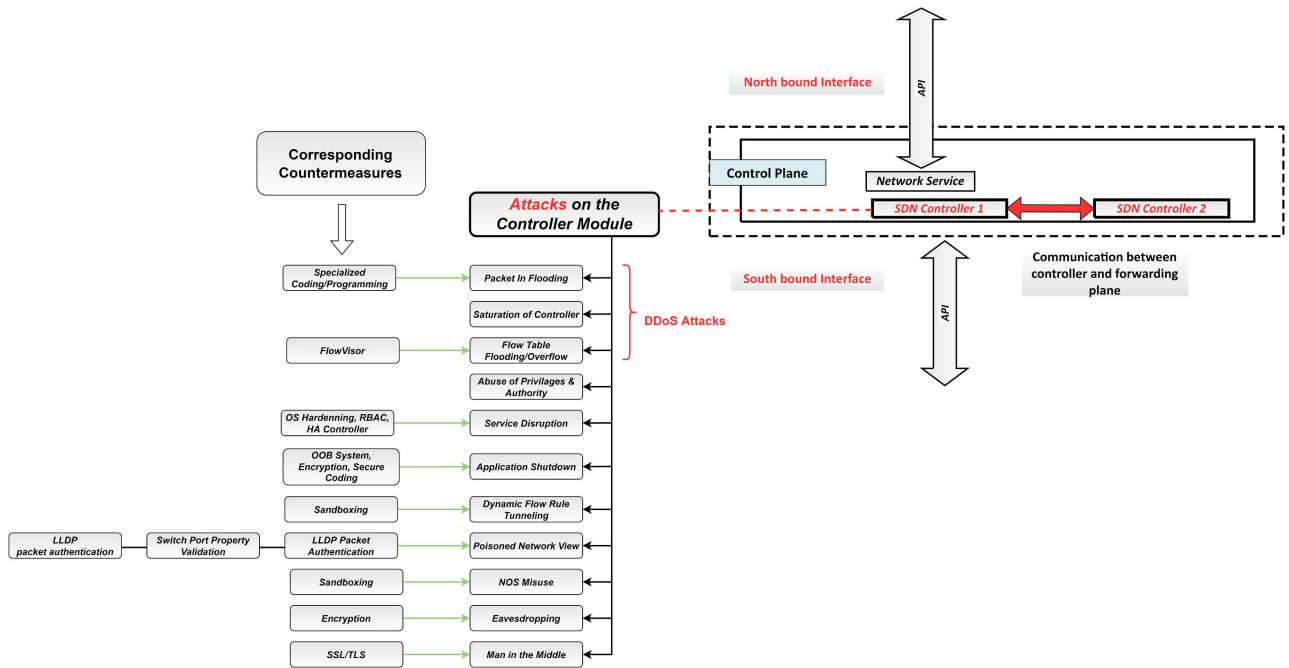 North bound Interface
API
Corresponding
Countermeasures
Control Plane
Network Service
Attacks on the
Controller Module
SDN Controller 1
SDN Controller 2
Specialized
Coding/Programming
Packet In Flooding
South bound Interface
Communication between
controller and forwarding
plane
API
Saturation of Controller
DDoS Attacks
FlowVisor
Flow Table
Flooding/Overflow
Abuse of Privilages &
Authority
OS Hardenning, RBAC,
HA Controller
Service Disruption
OOB System,
Encryption, Secure
Coding
Application Shutdown
Sandboxing
Dynamic Flow Rule
Tunneling
LLDP
packet authentication
Switch Port Property
Validation
LLDP Packet
Authentication
Poisoned Network View
Sandboxing
NOS Misuse
Encryption
Eavesdropping
SSL/TLS
Man in the Middle